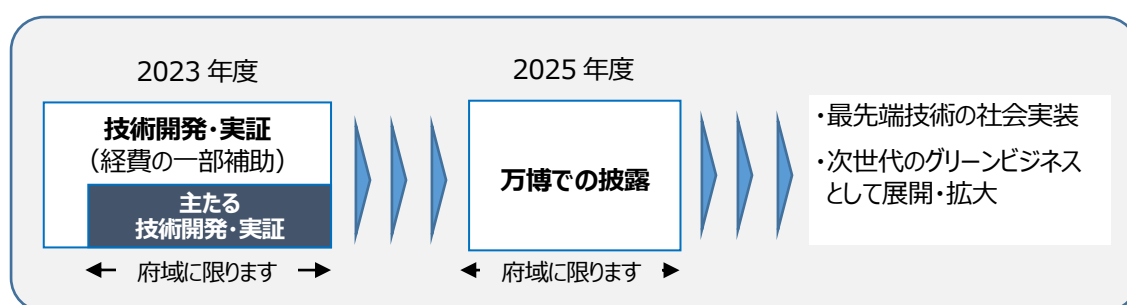 2023 年度
技術開発・実証
（経費の一部補助）
主たる
技術開発・実証
府域に限ります
2025 年度
万博での披露
府域に限ります
・最先端技術の社会実装
・次世代のグリーンビジネス
として展開・拡大